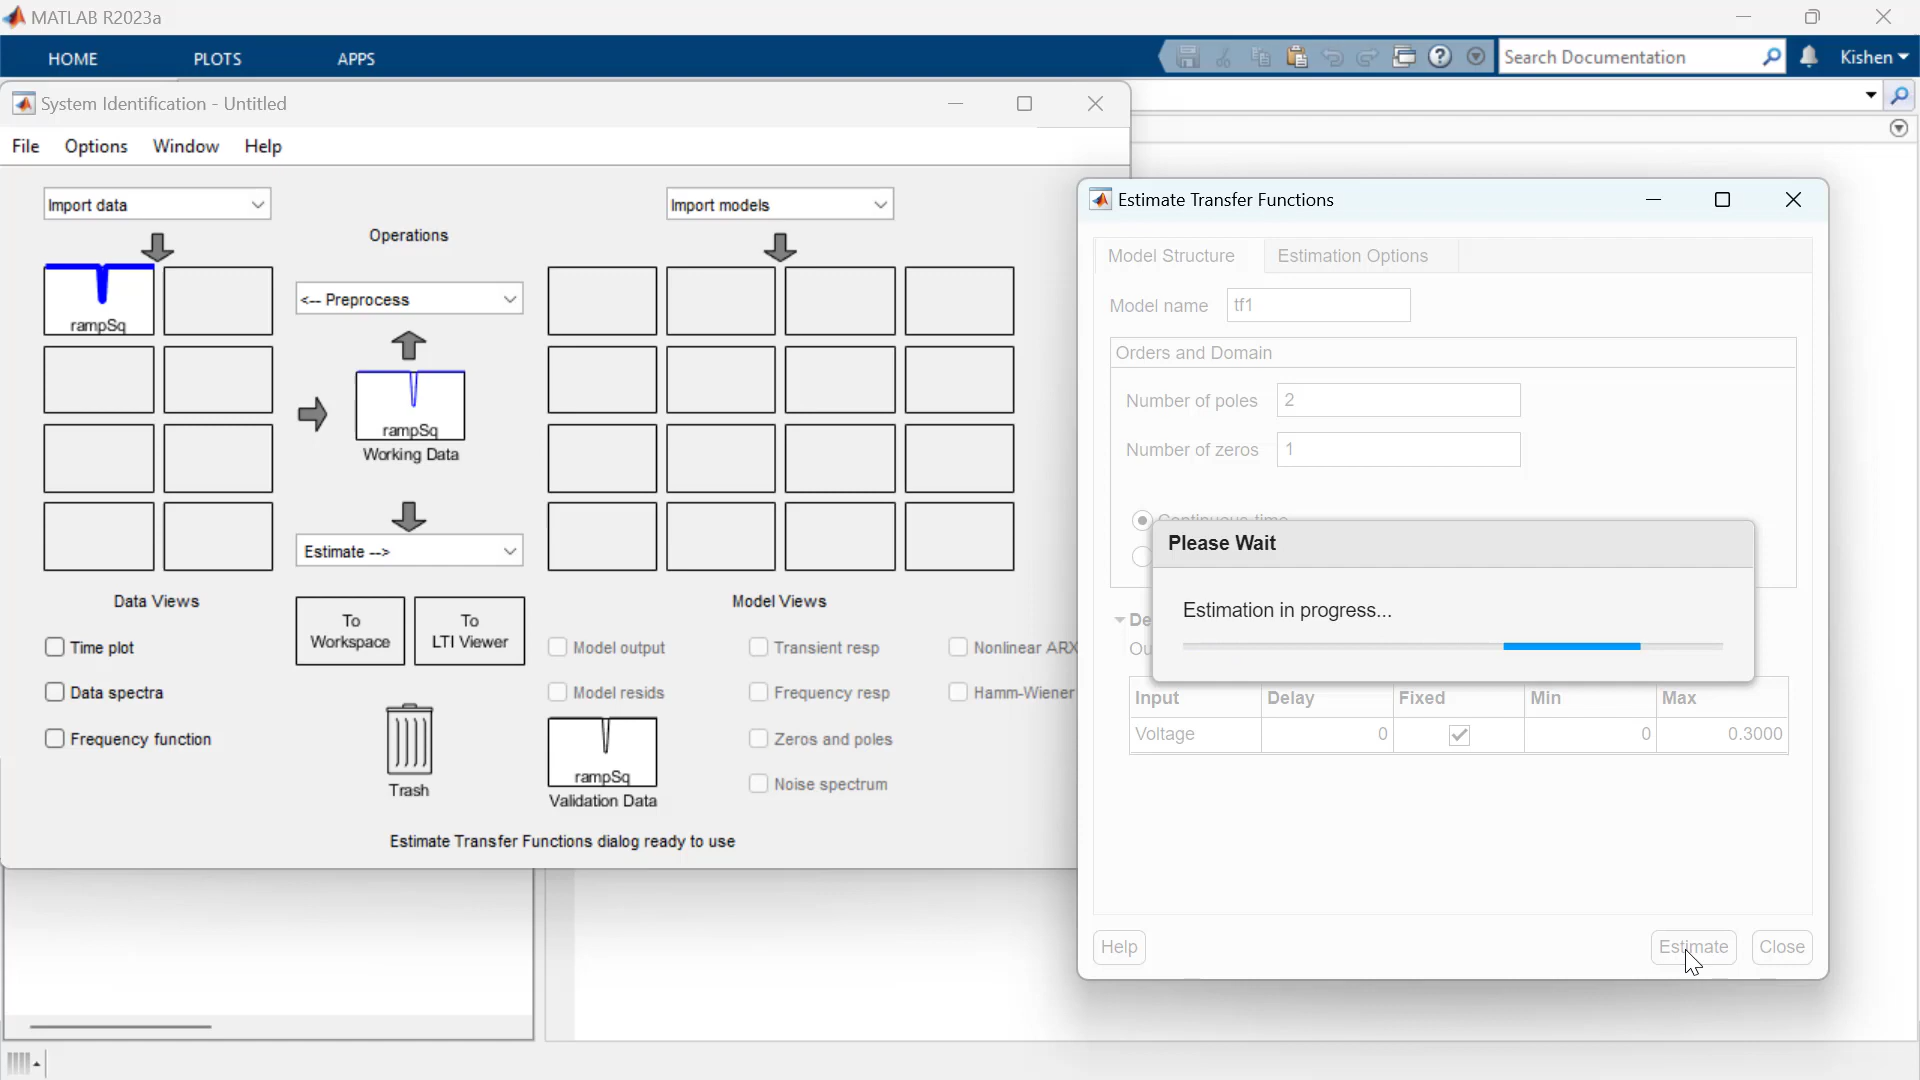 MATLAB R2023a
HOME
PLOTS
APPS
Search Documentation
Kishen
System Identification - Untitled
File
Options
Window
Help
Import data
Operations
Import models
rampSq
<-- Preprocess
rampSq
Working Data
Estimate -->
Data Views
Model Views
To
Workspace
To
LTI Viewer
Time plot
Data spectra
Frequency function
Trash
Model output
Model resids
Transient resp
Frequency resp
Zeros and poles
Noise spectrum
Nonlinear ARX
Hamm-Wiener
rampSq
Validation Data
Estimate Transfer Functions dialog ready to use
Estimate Transfer Functions
Model Structure
Estimation Options
Model name
tf1
Orders and Domain
Number of poles
2
Number of zeros
1
Continuous-time
Please Wait
Estimation in progress...
De
Ou
Input
Delay
Fixed
Min
Max
Voltage
0
0
0.3000
Help
Estimate
Close